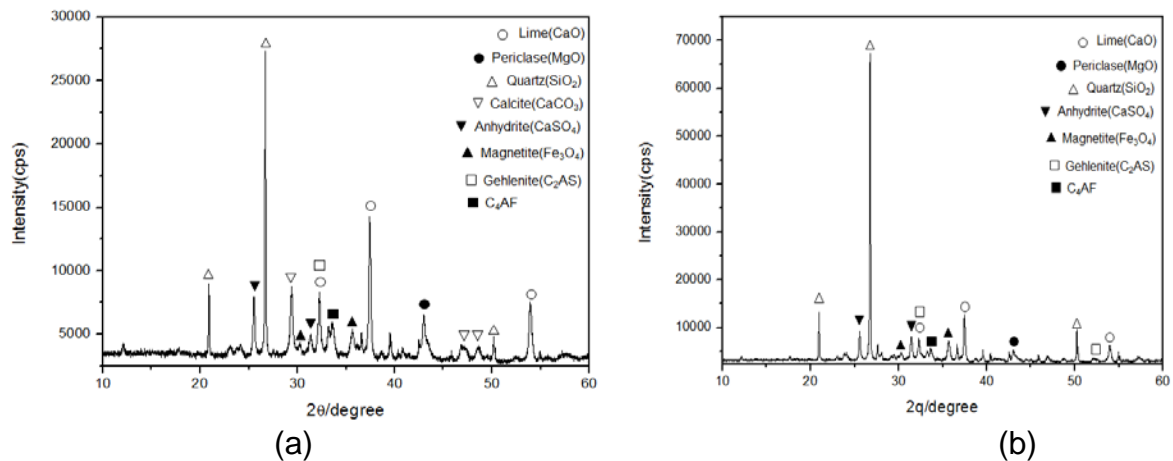 30000
25000
20000
15000
10000
5000
Intensity(cps)
○ Lime(CaO)
● Periclase(MgO)
△ Quartz(SiO₂)
▽ Calcite(CaCO₃)
▼ Anhydrite(CaSO₄)
▲ Magnetite(Fe₃O₄)
□ Gehlenite(C₂AS)
■ C₄AF
10 20 30 40 50 60
2θ/degree
(a)
70000
60000
50000
40000
30000
20000
10000
0
Intensity(cps)
○ Lime(CaO)
● Periclase(MgO)
△ Quartz(SiO₂)
▼ Anhydrite(CaSO₄)
▲ Magnetite(Fe₃O₄)
□ Gehlenite(C₂AS)
■ C₄AF
10 20 30 40 50 60
2q/degree
(b)